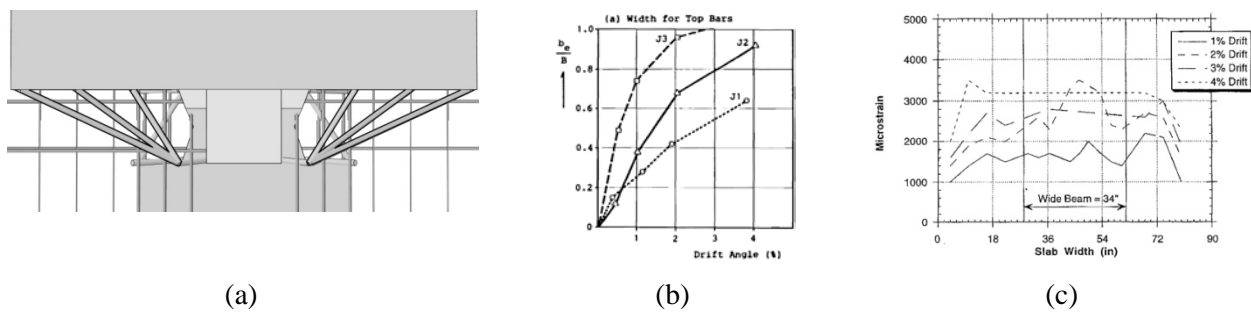 (a) Width for Top Bars
b_e
B
1.0
0.8
0.6
0.4
0.2
0
J3
J2
J1
1 2 3 4
Drift Angle (%)
5000
4000
3000
2000
1000
0
Microstrain
1% Drift
2% Drift
3% Drift
4% Drift
Wide Beam = 34"
0 18 36 54 72 90
Slab Width (in)
(a) (b) (c)